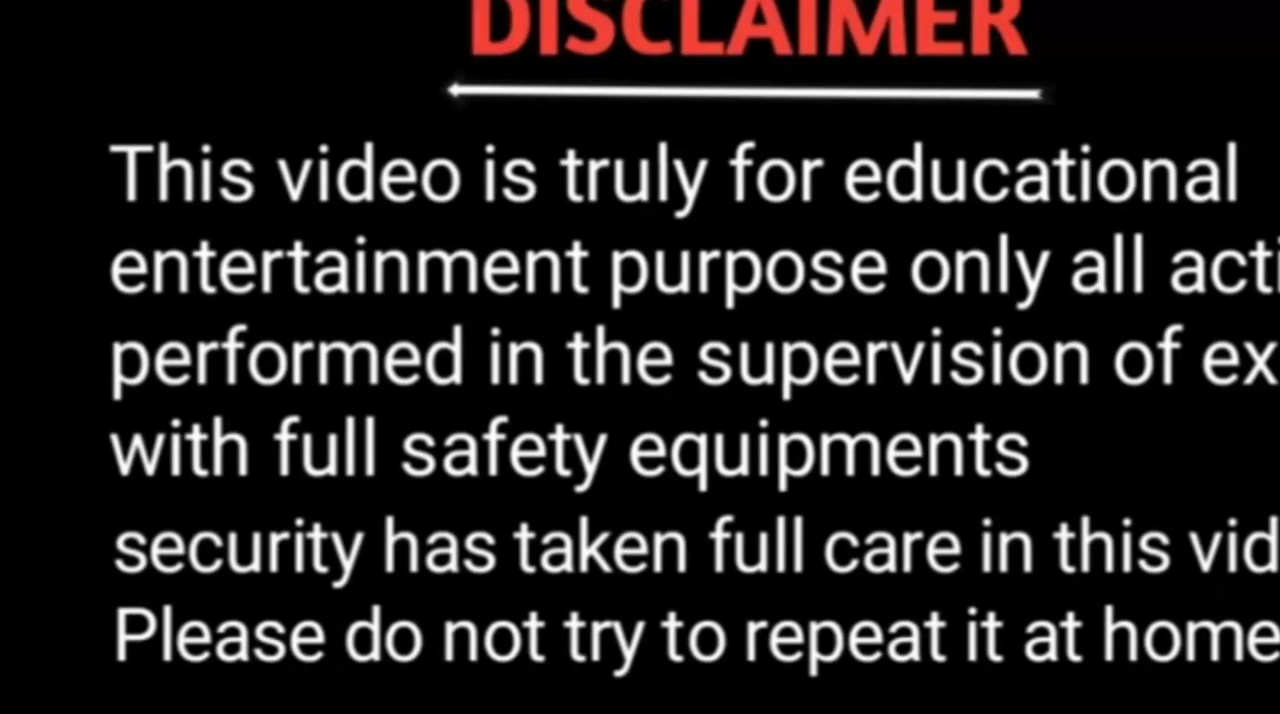 DISCLAIMER
This video is truly for educational
entertainment purpose only all
performed in the supervision of
with full safety equipments
security has taken full care in this
Please do not try to repeat it at home